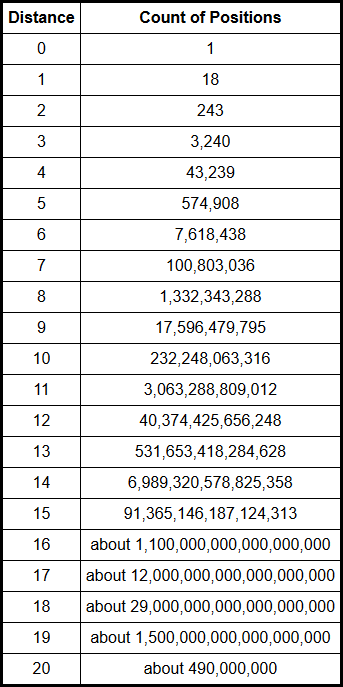 Distance Count of Positions
0 1
1 18
2 243
3 3,240
4 43,239
5 574,908
6 7,618,438
7 100,803,036
8 1,332,343,288
9 17,596,479,795
10 232,248,063,316
11 3,063,288,809,012
12 40,374,425,656,248
13 531,653,418,284,628
14 6,989,320,578,825,358
15 91,365,146,187,124,313
16 about 1,100,000,000,000,000,000
17 about 12,000,000,000,000,000,000
18 about 29,000,000,000,000,000,000
19 about 1,500,000,000,000,000,000
20 about 490,000,000